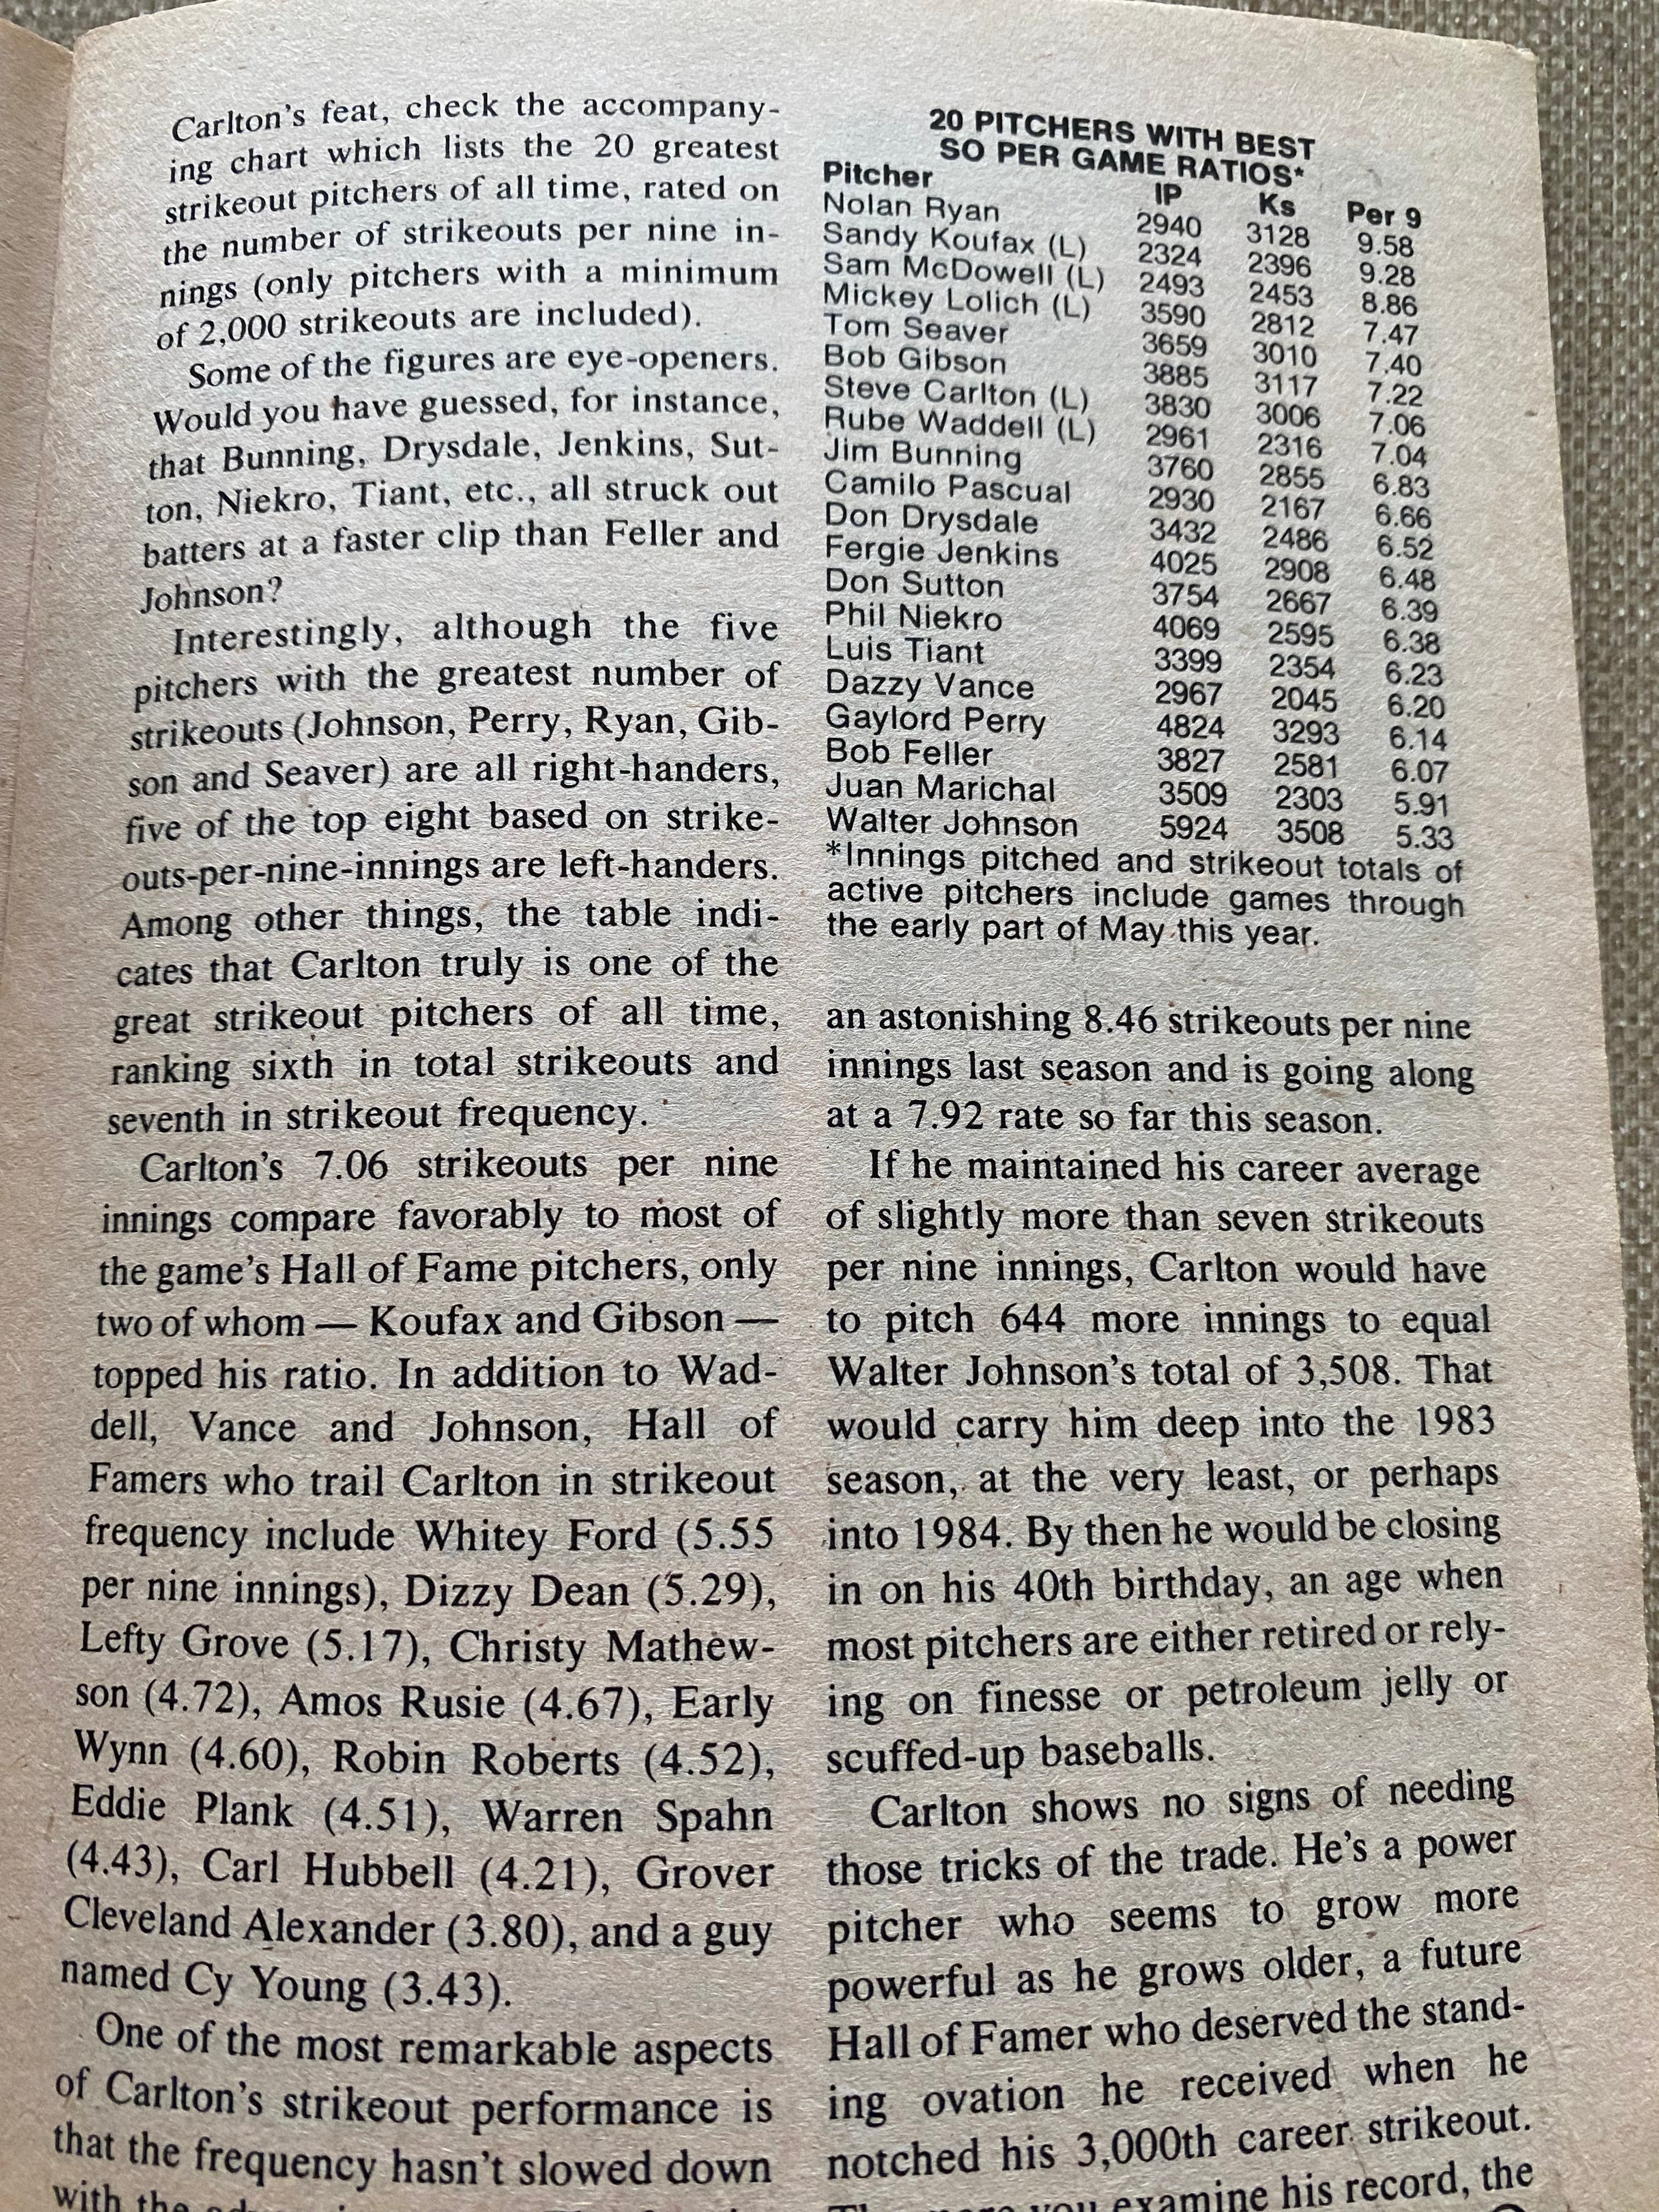 Carlton's feat, check the accompany-
ing chart which lists the 20 greatest
strikeout pitchers of all time, rated on
the number of strikeouts per nine in-
nings (only pitchers with a minimum
of 2,000 strikeouts are included).
Some of the figures are eye-openers.
Would you have guessed, for instance,
that Bunning, Drysdale, Jenkins, Sut-
ton, Niekro, Tiant, etc., all struck out
batters at a faster clip than Feller and
Johnson?
Interestingly, although the five
pitchers with the greatest number of
strikeouts (Johnson, Perry, Ryan, Gib-
son and Seaver) are all right-handers,
five of the top eight based on strike-
outs-per-nine-innings are left-handers.
Among other things, the table indi-
cates that Carlton truly is one of the
great strikeout pitchers of all time,
ranking sixth in total strikeouts and
seventh in strikeout frequency.
Carlton's 7.06 strikeouts per nine
innings compare favorably to most of
the game's Hall of Fame pitchers, only
two of whom — Koufax and Gibson —
topped his ratio. In addition to Wad-
dell, Vance and Johnson, Hall of
Famers who trail Carlton in strikeout
frequency include Whitey Ford (5.55
per nine innings), Dizzy Dean (5.29),
Lefty Grove (5.17), Christy Mathew-
son (4.72), Amos Rusie (4.67), Early
Wynn (4.60), Robin Roberts (4.52),
Eddie Plank (4.51), Warren Spahn
(4.43), Carl Hubbell (4.21), Grover
Cleveland Alexander (3.80), and a guy
named Cy Young (3.43).
One of the most remarkable aspects
of Carlton's strikeout performance is
that the frequency hasn't slowed down
with the
20 PITCHERS WITH BEST
SO PER GAME RATIOS*
Pitcher IP Ks Per 9
Nolan Ryan 2940 3128 9.58
Sandy Koufax (L) 2324 2396 9.28
Sam McDowell (L) 2493 2453 8.86
Mickey Lolich (L) 3590 2812 7.47
Tom Seaver 3659 3010 7.40
Bob Gibson 3885 3117 7.22
Steve Carlton (L) 3830 3006 7.06
Rube Waddell (L) 2961 2316 7.04
Jim Bunning 3760 2855 6.83
Camilo Pascual 2930 2167 6.66
Don Drysdale 3432 2486 6.52
Fergie Jenkins 4025 2908 6.48
Don Sutton 3754 2667 6.39
Phil Niekro 4069 2595 6.38
Luis Tiant 3399 2354 6.23
Dazzy Vance 2967 2045 6.20
Gaylord Perry 4824 3293 6.14
Bob Feller 3827 2581 6.07
Juan Marichal 3509 2303 5.91
Walter Johnson 5924 3508 5.33
*Innings pitched and strikeout totals of
active pitchers include games through
the early part of May this year.
an astonishing 8.46 strikeouts per nine
innings last season and is going along
at a 7.92 rate so far this season.
If he maintained his career average
of slightly more than seven strikeouts
per nine innings, Carlton would have
to pitch 644 more innings to equal
Walter Johnson's total of 3,508. That
would carry him deep into the 1983
season, at the very least, or perhaps
into 1984. By then he would be closing
in on his 40th birthday, an age when
most pitchers are either retired or rely-
ing on finesse or petroleum jelly or
scuffed-up baseballs.
Carlton shows no signs of needing
those tricks of the trade. He's a power
pitcher who seems to grow more
powerful as he grows older, a future
Hall of Famer who deserved the stand-
ing ovation he received when he
notched his 3,000th career strikeout.
you examine his record, the